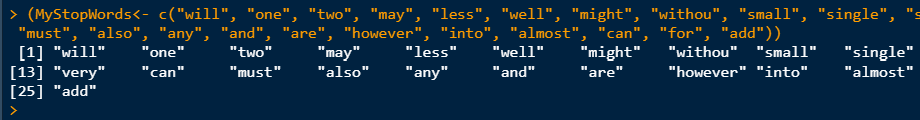 > (MyStopWords<- c("will", "one", "two", "may", "less", "well", "might", "withou", "small", "single", "s
"must", "also", "any", "and", "are", "however", "into", "almost", "can", "for", "add"))
[1] "will" "one" "two" "may" "less" "well" "might" "withou" "small" "single"
[13] "very" "can" "must" "also" "any" "and" "are" "however" "into" "almost"
[25] "add"
>